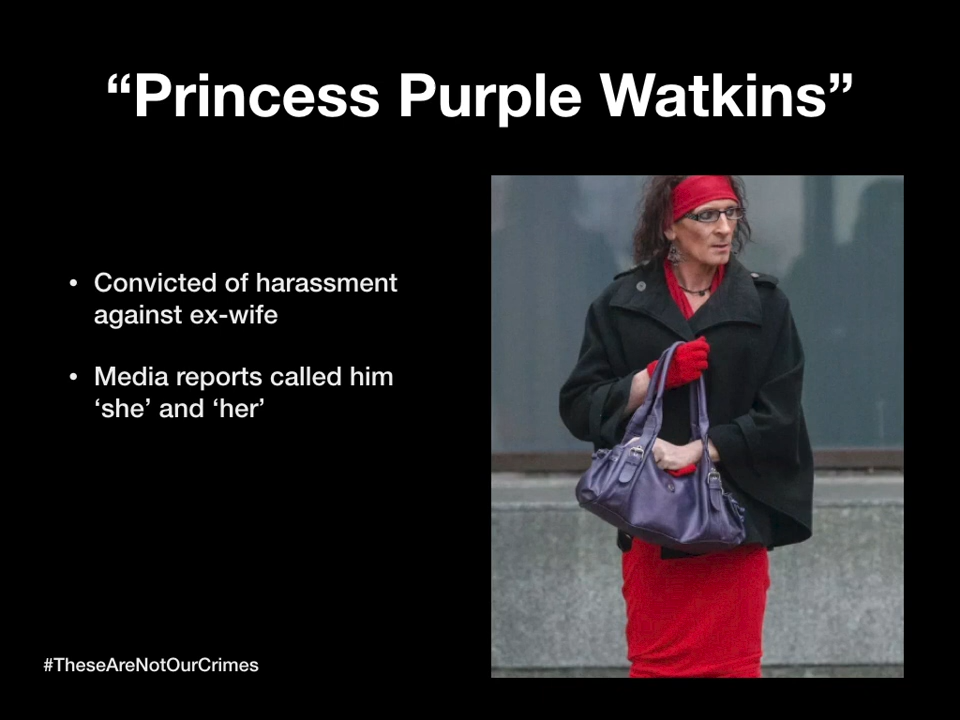 “Princess Purple Watkins”
• Convicted of harassment
against ex-wife
• Media reports called him
‘she’ and ‘her’
#TheseAreNotOurCrimes